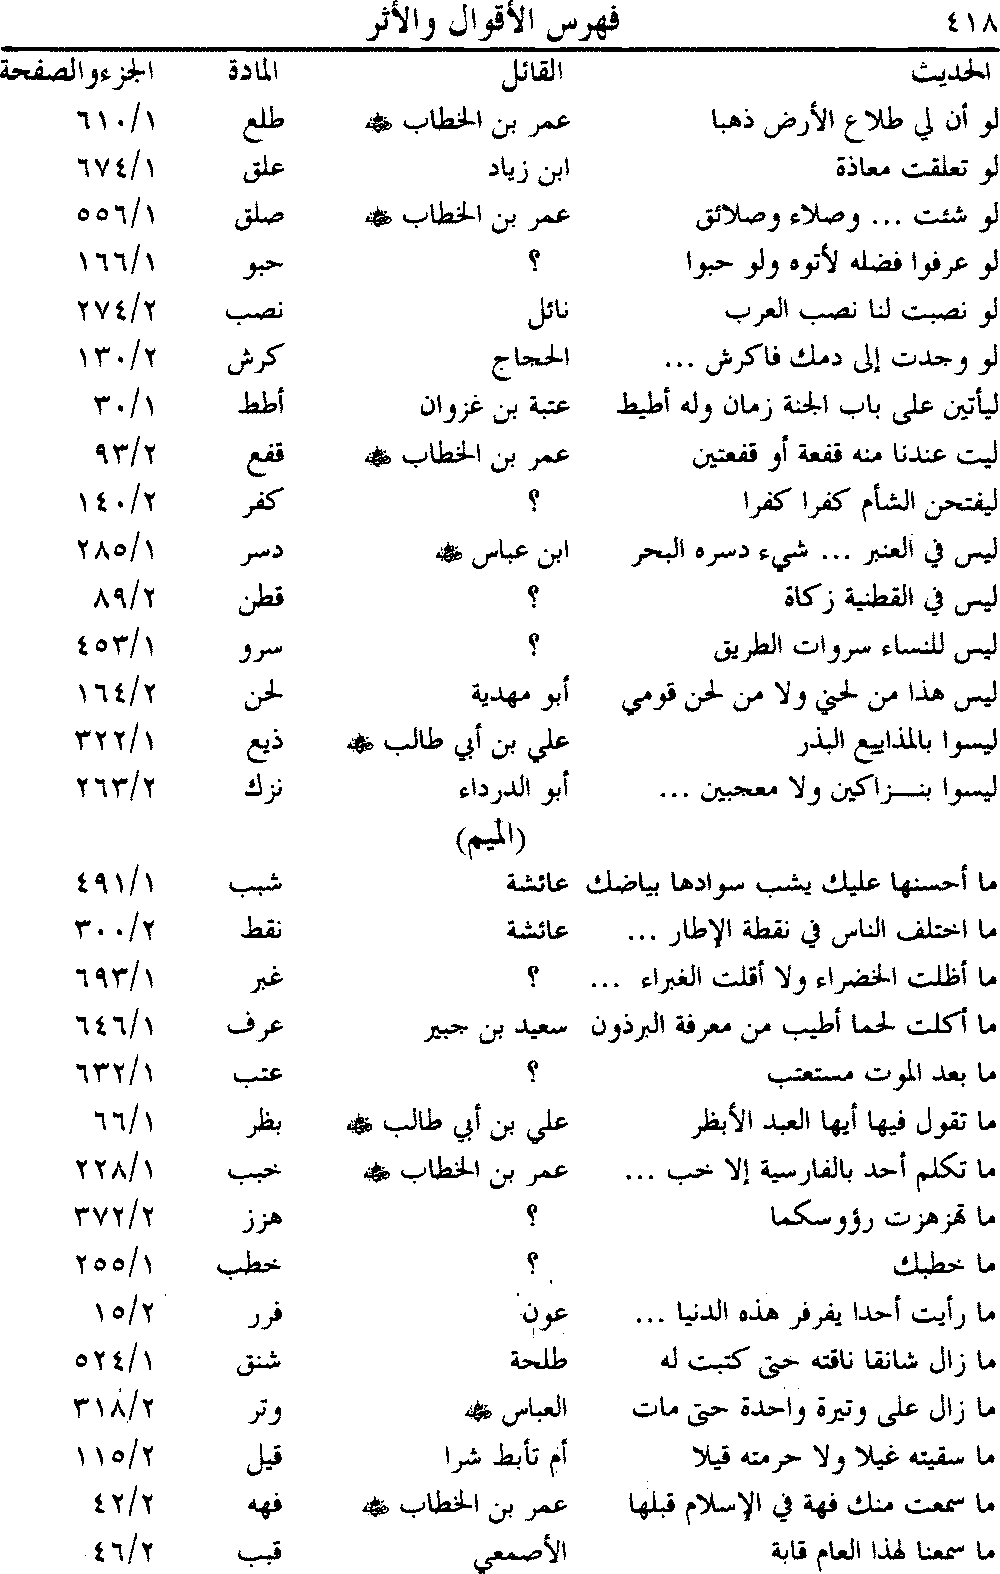 ٤١٨ فهرس الأقوال والأثر
الحديث القائل المادة الجزء والصفحة
لو أن لي طلاع الأرض ذهبا عمر بن الخطاب ﷺ طلع ٦١٠/١
لو تعلقت معاذة ابن زياد علق ٦٧٤/١
لو شئت ... وصلاء وصلائق عمر بن الخطاب ﷺ صلق ٥٥٦/١
لو عرفوا فضله لأتوه ولو حبوا ؟ حبو ١٦٦/١
لو نصبت لنا نصب العرب نائل نصب ٢٧٤/٢
لو وجدت إلى دمك فاكرش ... الحجاج كرش ١٣٠/٢
ليأتين على باب الجنة زمان وله أطيط عتبة بن غزوان أطط ٣٠/١
ليت عندنا منه قفعة أو قفعتين عمر بن الخطاب ﷺ قفع ٩٣/٢
ليفتحن الشأم كفرا كفرا ؟ كفر ١٤٠/٢
ليس في العنبر ... شيء دسره البحر ابن عباس ﷺ دسر ٢٨٥/١
ليس في القطنية زكاة ؟ قطن ٨٩/٢
ليس للنساء سروات الطريق ؟ سرو ٤٥٣/١
ليس هذا من لحني ولا من لحن قومي أبو مهدية لحن ١٦٤/٢
ليسوا بالمذاييع البذر علي بن أبي طالب ﷺ ذيع ٣٢٢/١
ليسوا بنـزاكين ولا معجبين ... أبو الدرداء نزك ٢٦٣/٢
(الميم)
ما أحسنها عليك يشب سوادها بياضك عائشة شبب ٤٩١/١
ما اختلف الناس في نقطة الإطار ... عائشة نقط ٣٠٠/٢
ما أظلت الخضراء ولا أقلت الغبراء ... ؟ غبر ٦٩٣/١
ما أكلت لحما أطيب من معرفة البرذون سعيد بن جبير عرف ٦٤٦/١
ما بعد الموت مستعتب ؟ عتب ٦٣٢/١
ما تقول فيها أيها العبد الأبظر علي بن أبي طالب ﷺ بظر ٦٦/١
ما تكلم أحد بالفارسية إلا خب ... عمر بن الخطاب ﷺ خبب ٢٢٨/١
ما تهزهزت رؤوسكما ؟ هزز ٣٧٢/٢
ما خطبك ؟ خطب ٢٥٥/١
ما رأيت أحدا يفرفر هذه الدنيا ... عون فرر ١٥/٢
ما زال شانقا ناقته حتى كتبت له طلحة شنق ٥٢٤/١
ما زال على وتيرة واحدة حتى مات العباس ﷺ وتر ٣١٨/٢
ما سقيته غيلا ولا حرمته قيلا أم تأبط شرا قيل ١١٥/٢
ما سمعت منك فهة في الإسلام قبلها عمر بن الخطاب ﷺ فهه ٤٢/٢
ما سمعنا لهذا العام قابة الأصمعي قبب ٤٦/٢